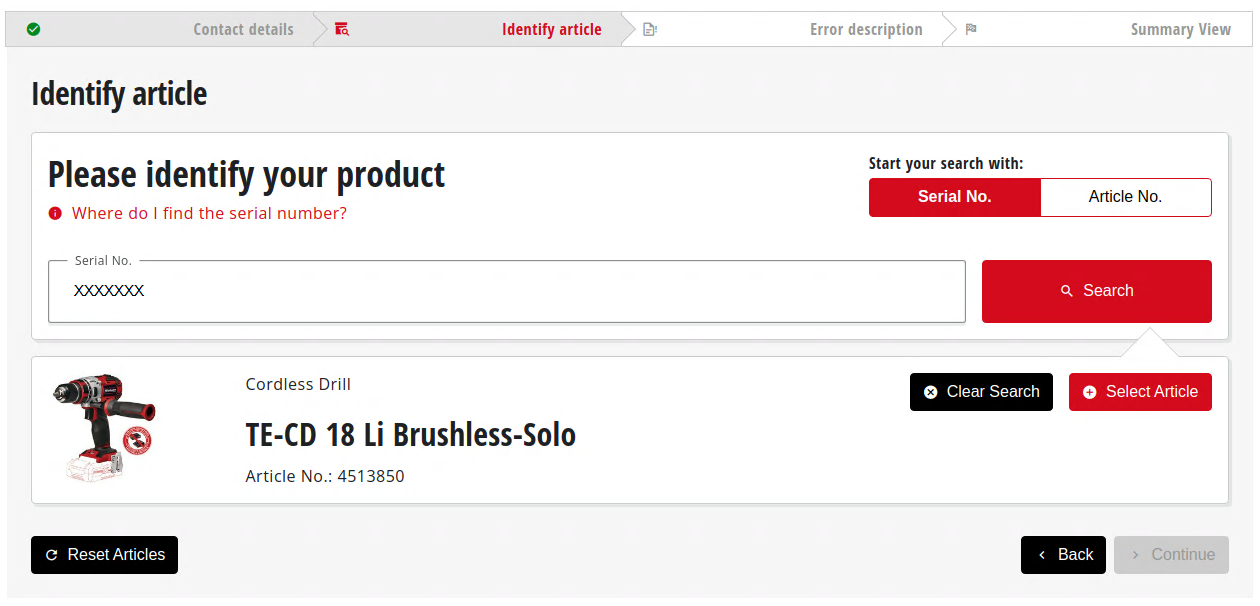 Contact details
Identify article
Error description
Summary View
Identify article
Please identify your product
Where do I find the serial number?
Start your search with:
Serial No.
Article No.
Serial No.
XXXXXXX
Search
Cordless Drill
TE-CD 18 Li Brushless-Solo
Article No.: 4513850
Clear Search
Select Article
Reset Articles
Back
Continue